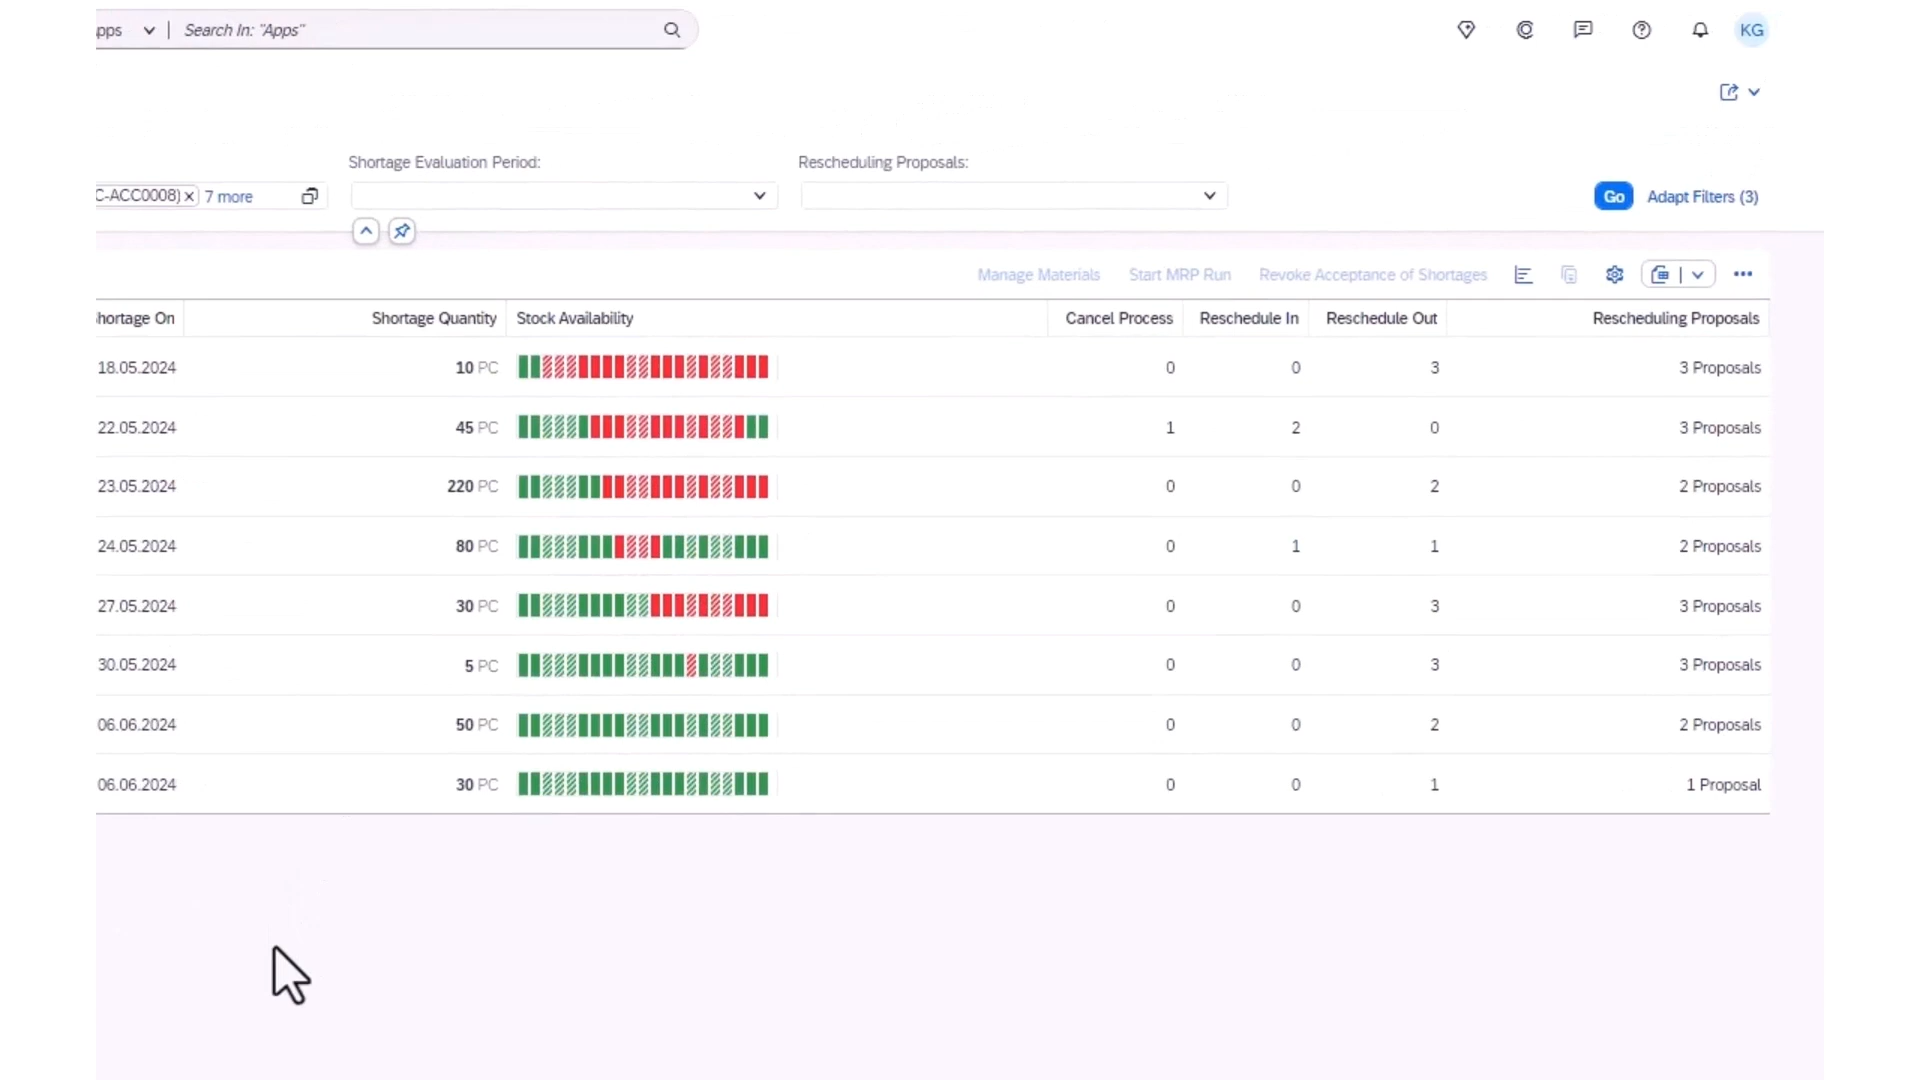 pps Search In: "Apps" KG
Shortage Evaluation Period: Rescheduling Proposals:
C-ACC0008) 7 more Go Adapt Filters (3)
Manage Materials Start MRP Run Revoke Acceptance of Shortages
hortage On Shortage Quantity Stock Availability Cancel Process Reschedule In Reschedule Out Rescheduling Proposals
18.05.2024 10 PC 0 0 3 3 Proposals
22.05.2024 45 PC 1 2 0 3 Proposals
23.05.2024 220 PC 0 0 2 2 Proposals
24.05.2024 80 PC 0 1 1 2 Proposals
27.05.2024 30 PC 0 0 3 3 Proposals
30.05.2024 5 PC 0 0 3 3 Proposals
06.06.2024 50 PC 0 0 2 2 Proposals
06.06.2024 30 PC 0 0 1 1 Proposal